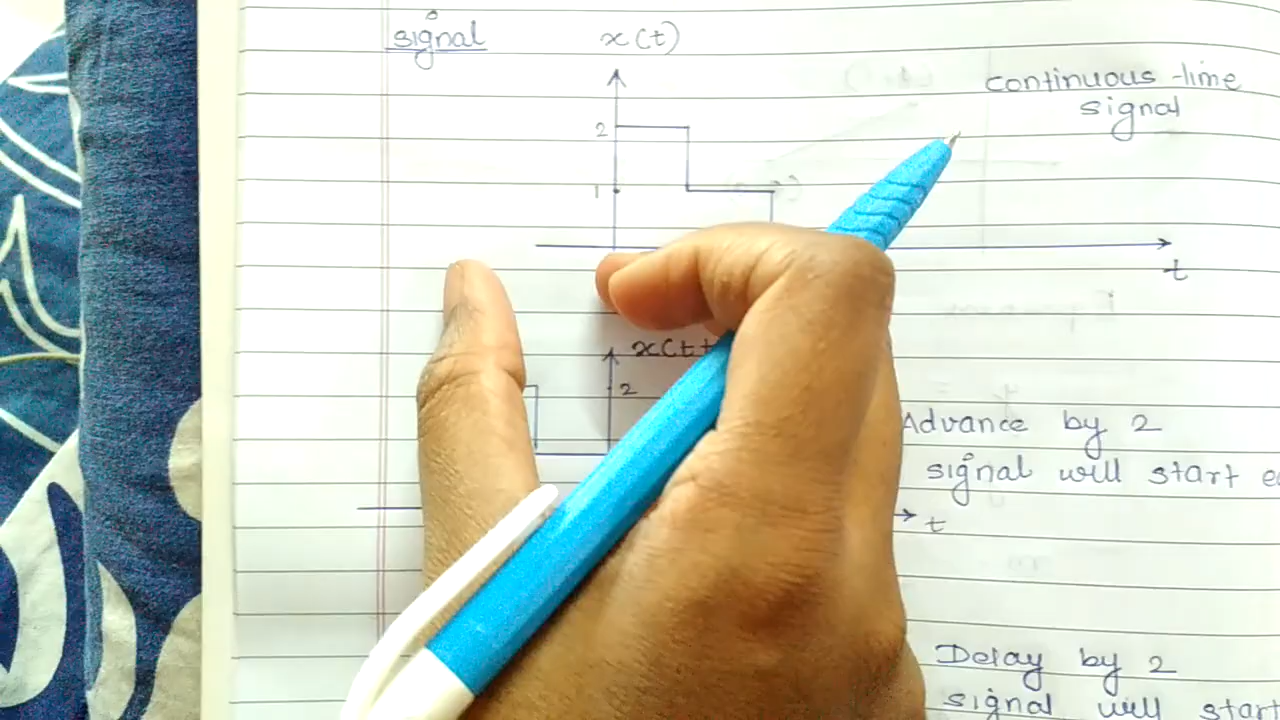 signal
x(t)
continuous-time
signal
2
1
t
x(t+
2
Advance by 2
signal will start
t
Delay by 2
signal will start